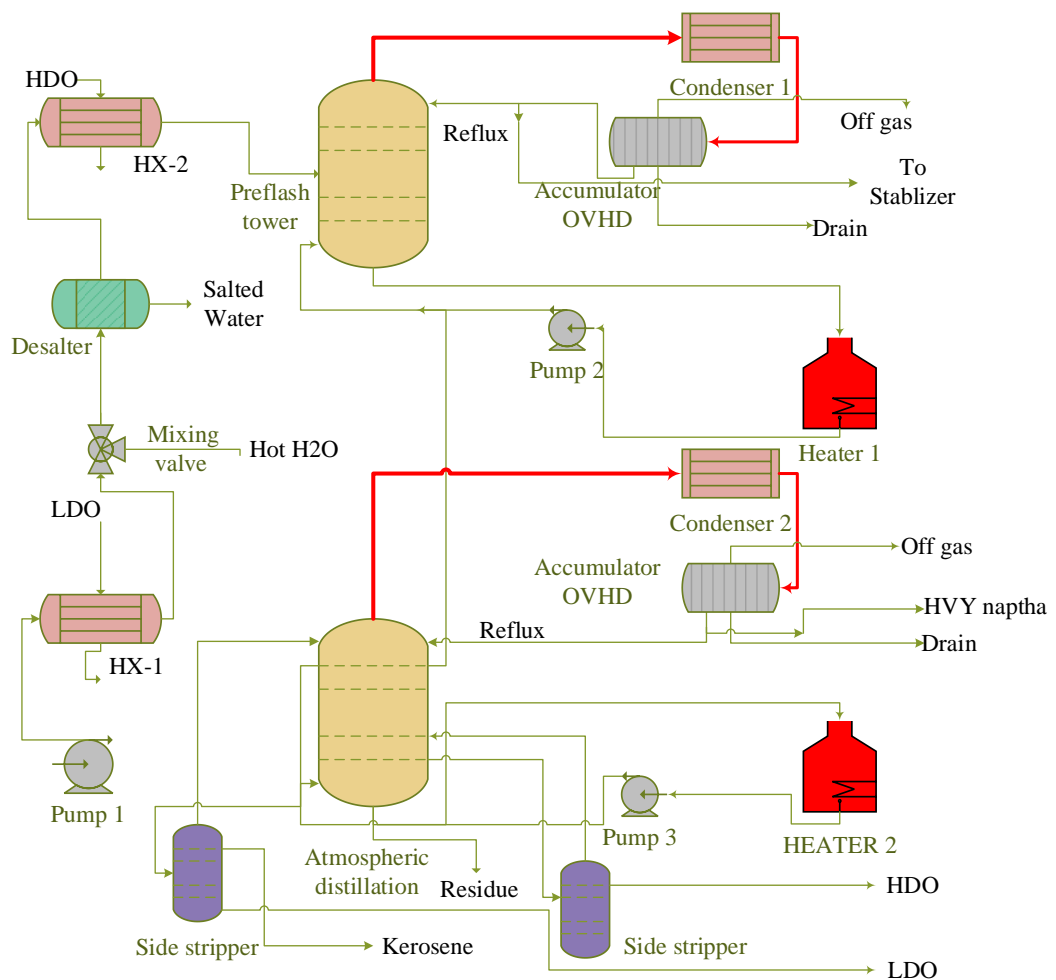 HDO
HX-2
Condenser 1
Off gas
Reflux
To
Stablizer
Preflash
tower
Accumulator
OVHD
Drain
Salted
Water
Desalter
Pump 2
Mixing
valve
Hot H2O
Heater 1
LDO
Condenser 2
Off gas
Accumulator
OVHD
HVY naptha
Reflux
Drain
HX-1
Pump 1
Pump 3
HEATER 2
Atmospheric
distillation
Residue
HDO
Side stripper
Kerosene
Side stripper
LDO